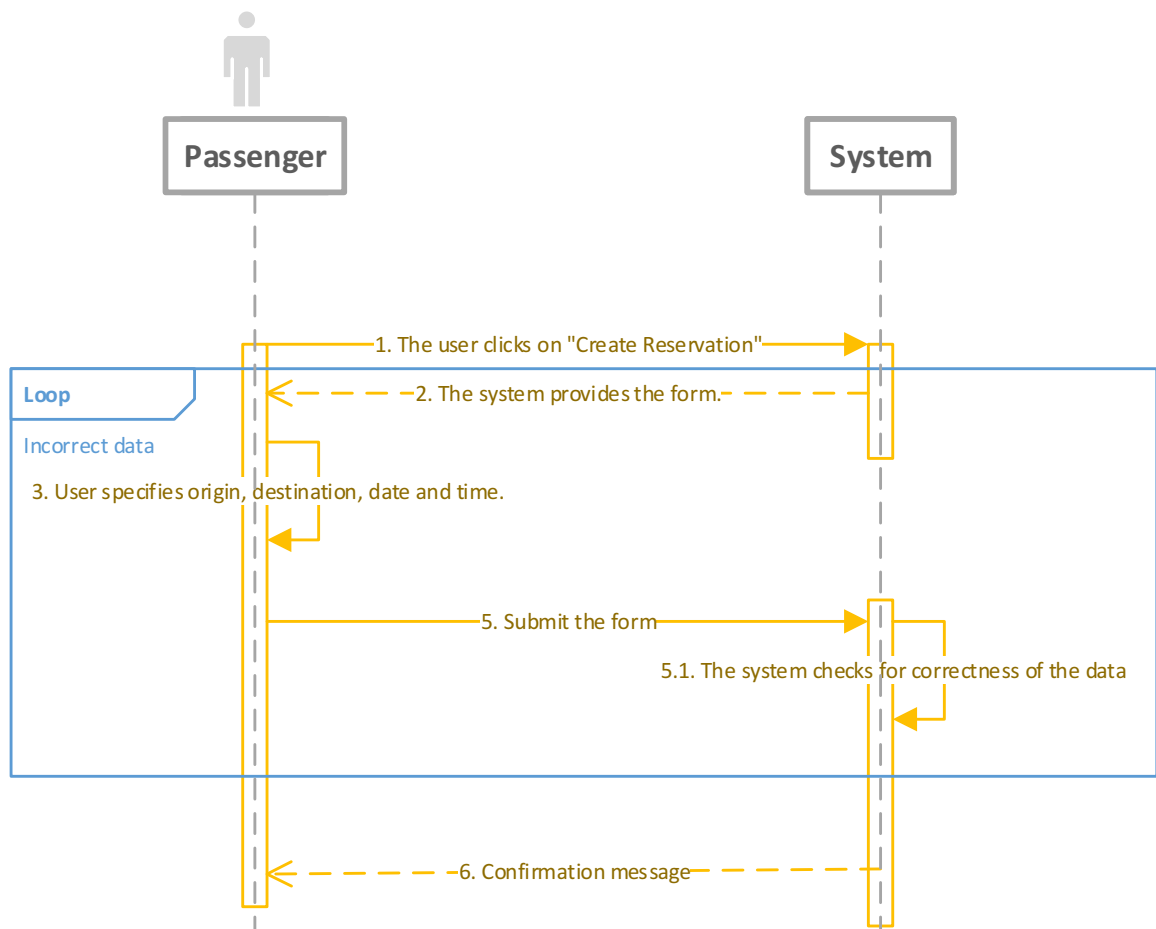 Passenger
System
1. The user clicks on "Create Reservation"
Loop
2. The system provides the form.
Incorrect data
3. User specifies origin, destination, date and time.
5. Submit the form
5.1. The system checks for correctness of the data
6. Confirmation message